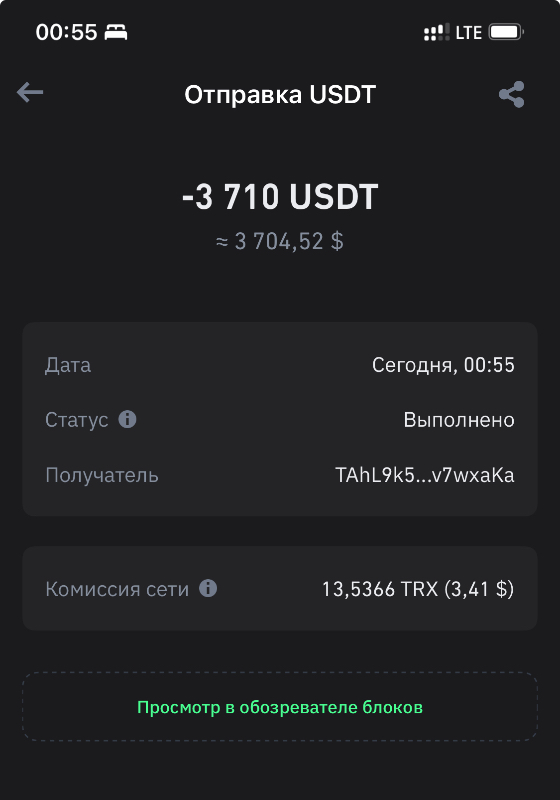 00:55 LTE
Отправка USDT
-3 710 USDT
≈ 3 704,52 $
Дата Сегодня, 00:55
Статус Выполнено
Получатель TAhL9k5...v7wxaKa
Комиссия сети 13,5366 TRX (3,41 $)
Просмотр в обозревателе блоков